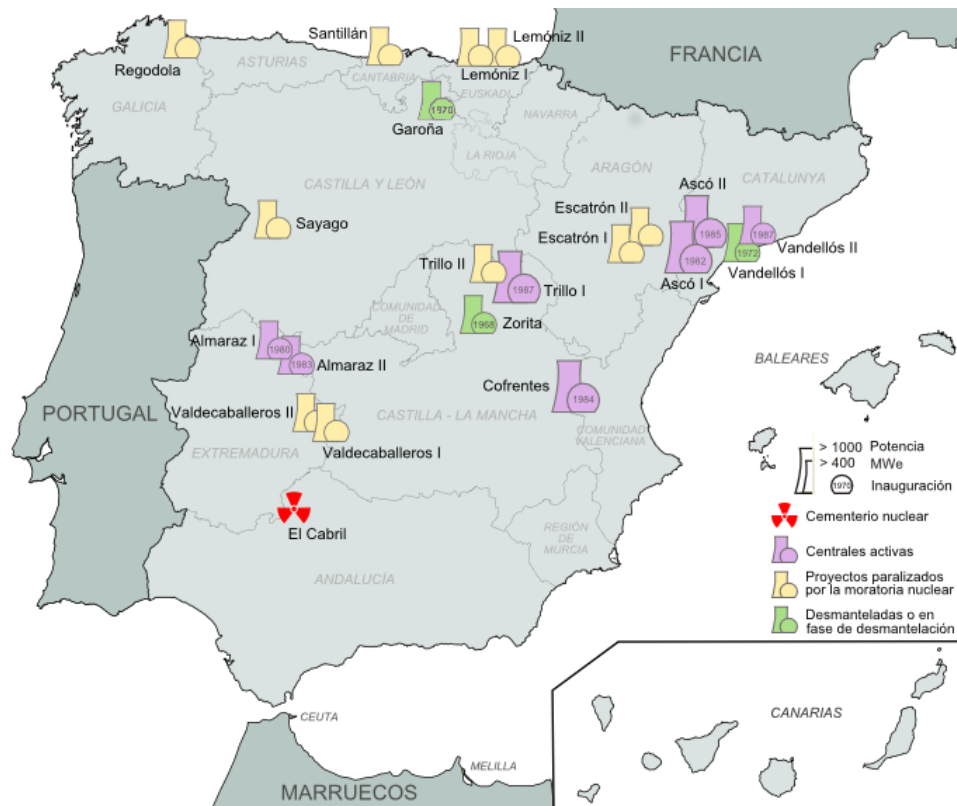 FRANCIA
Santillán
Lemóniz II
Regodola
ASTURIAS
CANTABRIA
Lemóniz I
EUSKADI
GALICIA
1970
NAVARRA
Garoña
LA RIOJA
ARAGÓN
CATALUNYA
CASTILLA Y LEÓN
Ascó II
Escatrón II
Sayago
1985
1987
Escatrón I
Vandellós II
1972
1982
Trillo II
Vandellós I
Ascó I
1987
Trillo I
COMUNIDAD
DE
MADRID
1968
Zorita
Almaraz I
1980
Almaraz II
1983
BALEARES
Cofrentes
1984
PORTUGAL
Valdecaballeros II
CASTILLA - LA MANCHA
COMUNIDAD
VALENCIANA
Valdecaballeros I
EXTREMADURA
> 1000 Potencia
> 400 MWe
1970 Inauguración
El Cabril
Cementerio nuclear
REGIÓN
DE
MURCIA
Centrales activas
ANDALUCÍA
Proyectos paralizados
por la moratoria nuclear
Desmanteladas o en
fase de desmantelación
CEUTA
CANARIAS
MELILLA
MARRUECOS